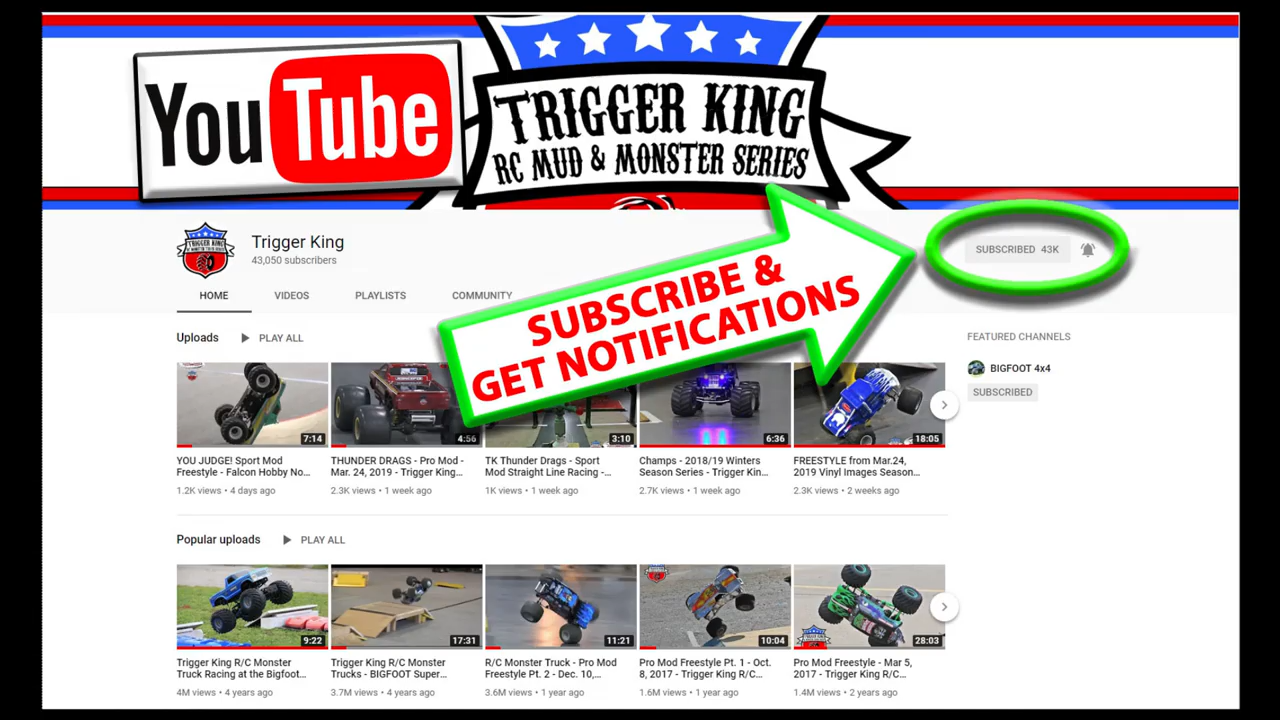 YouTube
TRIGGER KING
RC MUD & MONSTER SERIES
Trigger King
43,050 subscribers
SUBSCRIBED 43K
HOME
VIDEOS
PLAYLISTS
COMMUNITY
SUBSCRIBE &
GET NOTIFICATIONS
Uploads
PLAY ALL
FEATURED CHANNELS
BIGFOOT 4x4
SUBSCRIBED
7:14
4:56
3:10
6:36
18:05
YOU JUDGE! Sport Mod
Freestyle - Falcon Hobby No...
1.2K views • 4 days ago
THUNDER DRAGS - Pro Mod -
Mar. 24, 2019 - Trigger King...
2.3K views • 1 week ago
TK Thunder Drags - Sport
Mod Straight Line Racing -...
1K views • 1 week ago
Champs - 2018/19 Winters
Season Series - Trigger Kin...
2.7K views • 1 week ago
FREESTYLE from Mar.24,
2019 Vinyl Images Season...
2.3K views • 2 weeks ago
Popular uploads
PLAY ALL
9:22
17:31
11:21
10:04
28:03
Trigger King R/C Monster
Truck Racing at the Bigfoot...
4M views • 4 years ago
Trigger King R/C Monster
Trucks - BIGFOOT Super...
3.7M views • 4 years ago
R/C Monster Truck - Pro Mod
Freestyle Pt. 2 - Dec. 10,...
3.6M views • 1 year ago
Pro Mod Freestyle Pt. 1 - Oct.
8, 2017 - Trigger King R/C...
1.6M views • 1 year ago
Pro Mod Freestyle - Mar 5,
2017 - Trigger King R/C...
1.4M views • 2 years ago